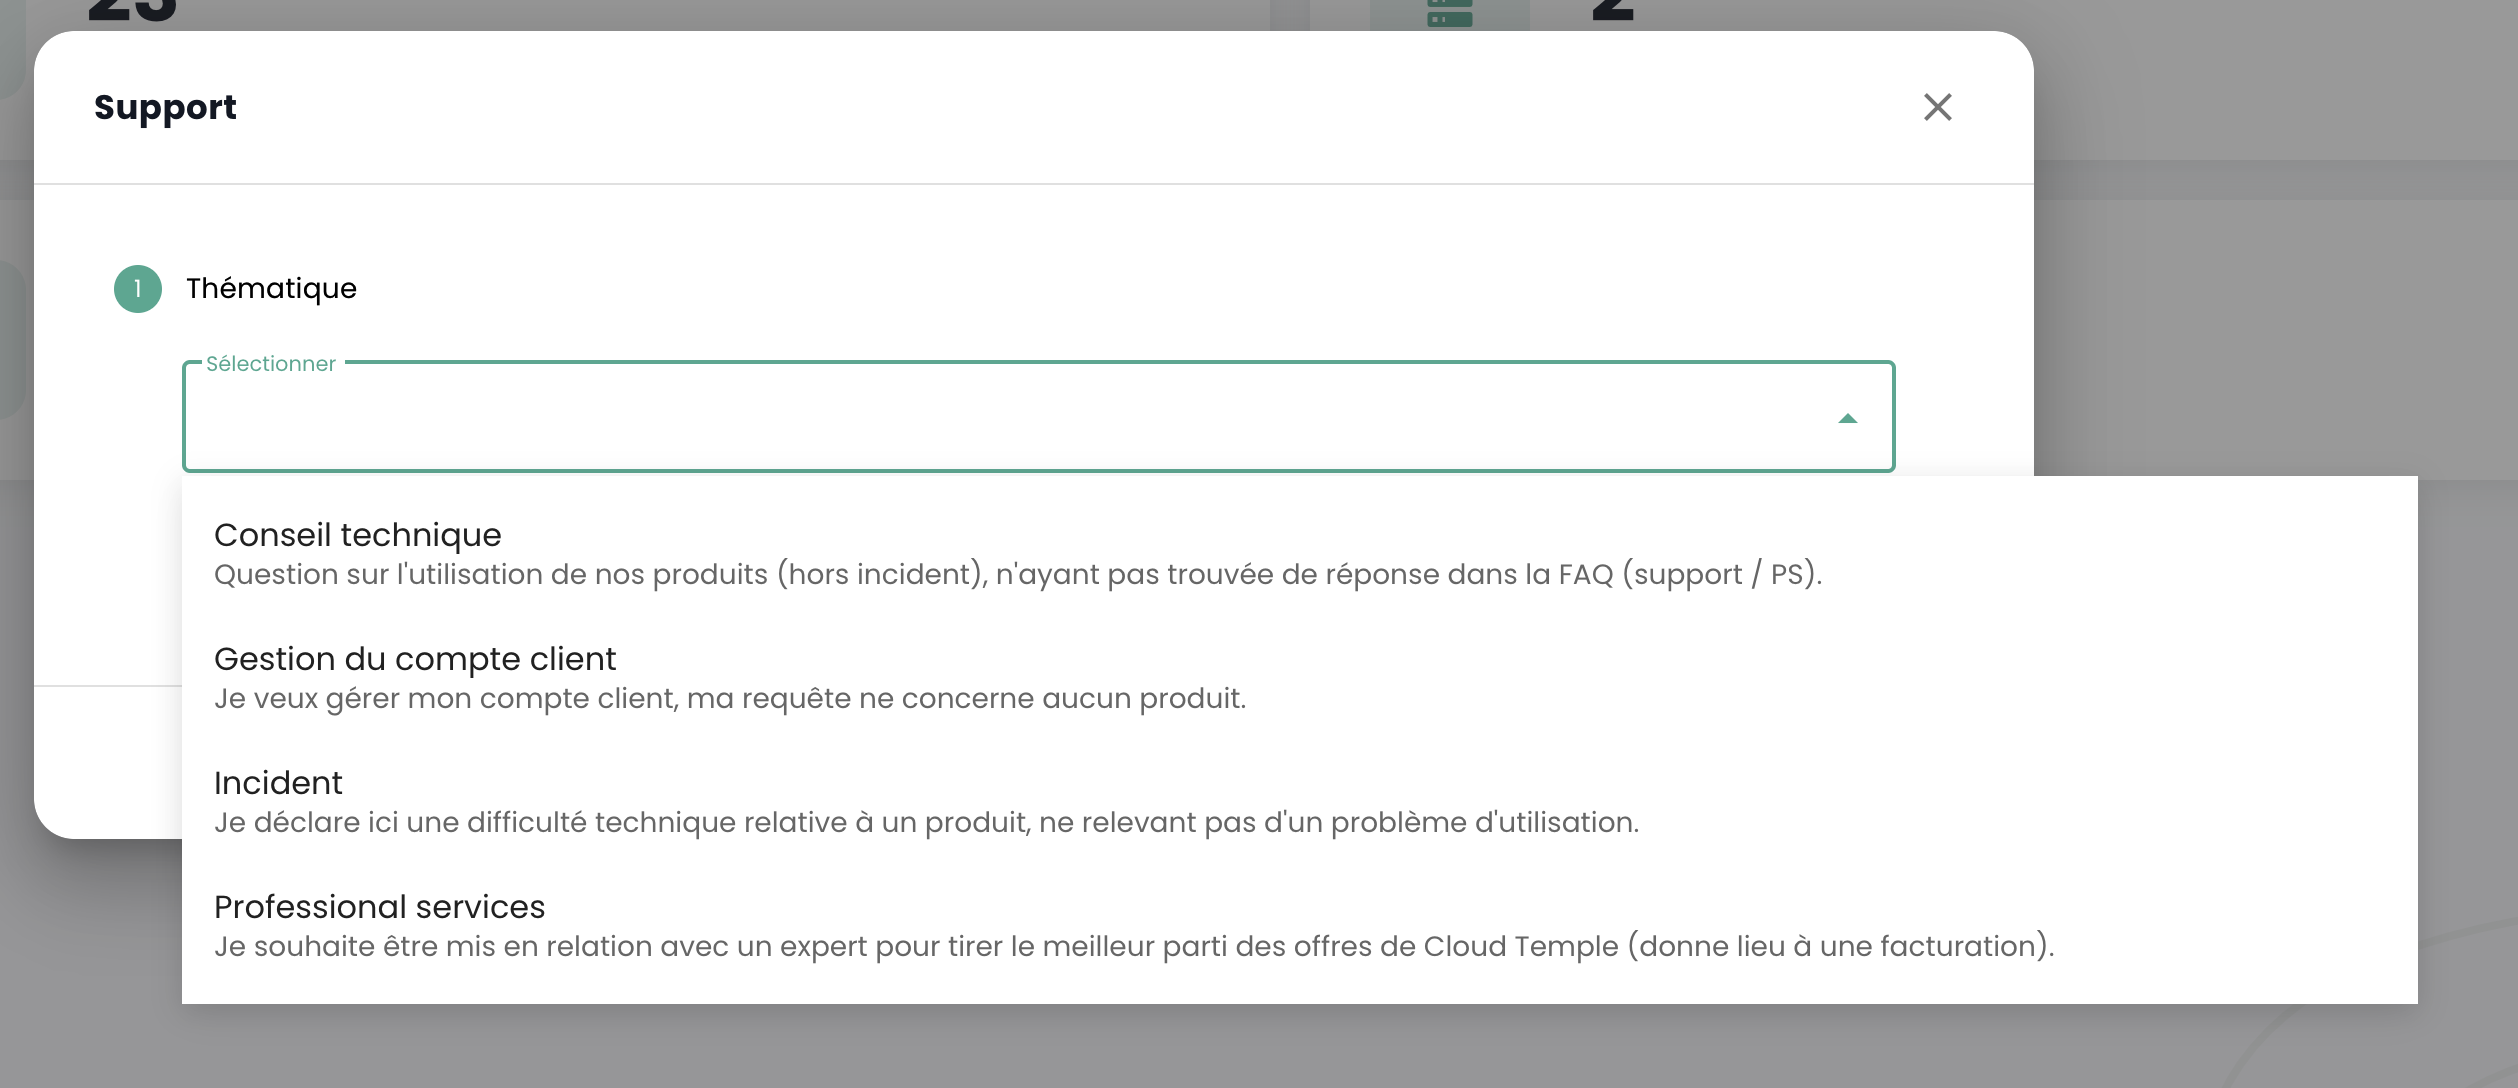 23
2
Support
1 Thématique
Sélectionner
Conseil technique
Question sur l'utilisation de nos produits (hors incident), n'ayant pas trouvée de réponse dans la FAQ (support / PS).
Gestion du compte client
Je veux gérer mon compte client, ma requête ne concerne aucun produit.
Incident
Je déclare ici une difficulté technique relative à un produit, ne relevant pas d'un problème d'utilisation.
Professional services
Je souhaite être mis en relation avec un expert pour tirer le meilleur parti des offres de Cloud Temple (donne lieu à une facturation).